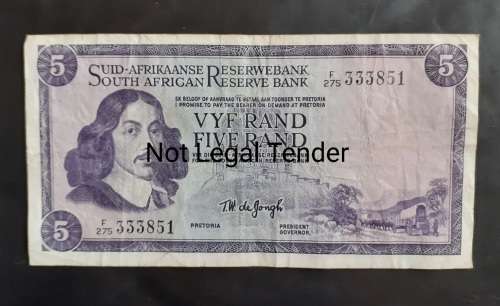 5 SUID-AFRIKAANSE RESERWEBANK F/275 333851 5
SOUTH AFRICAN RESERVE BANK
EK BELOOF OP AANVRAAG TE BETAAL AAN TOONDER TE PRETORIA
I PROMISE TO PAY THE BEARER ON DEMAND AT PRETORIA
VYF RAND
FIVE RAND
Not Legal Tender
T.W. de Jongh
F/275 333851
5 PRETORIA PRESIDENT
GOVERNOR